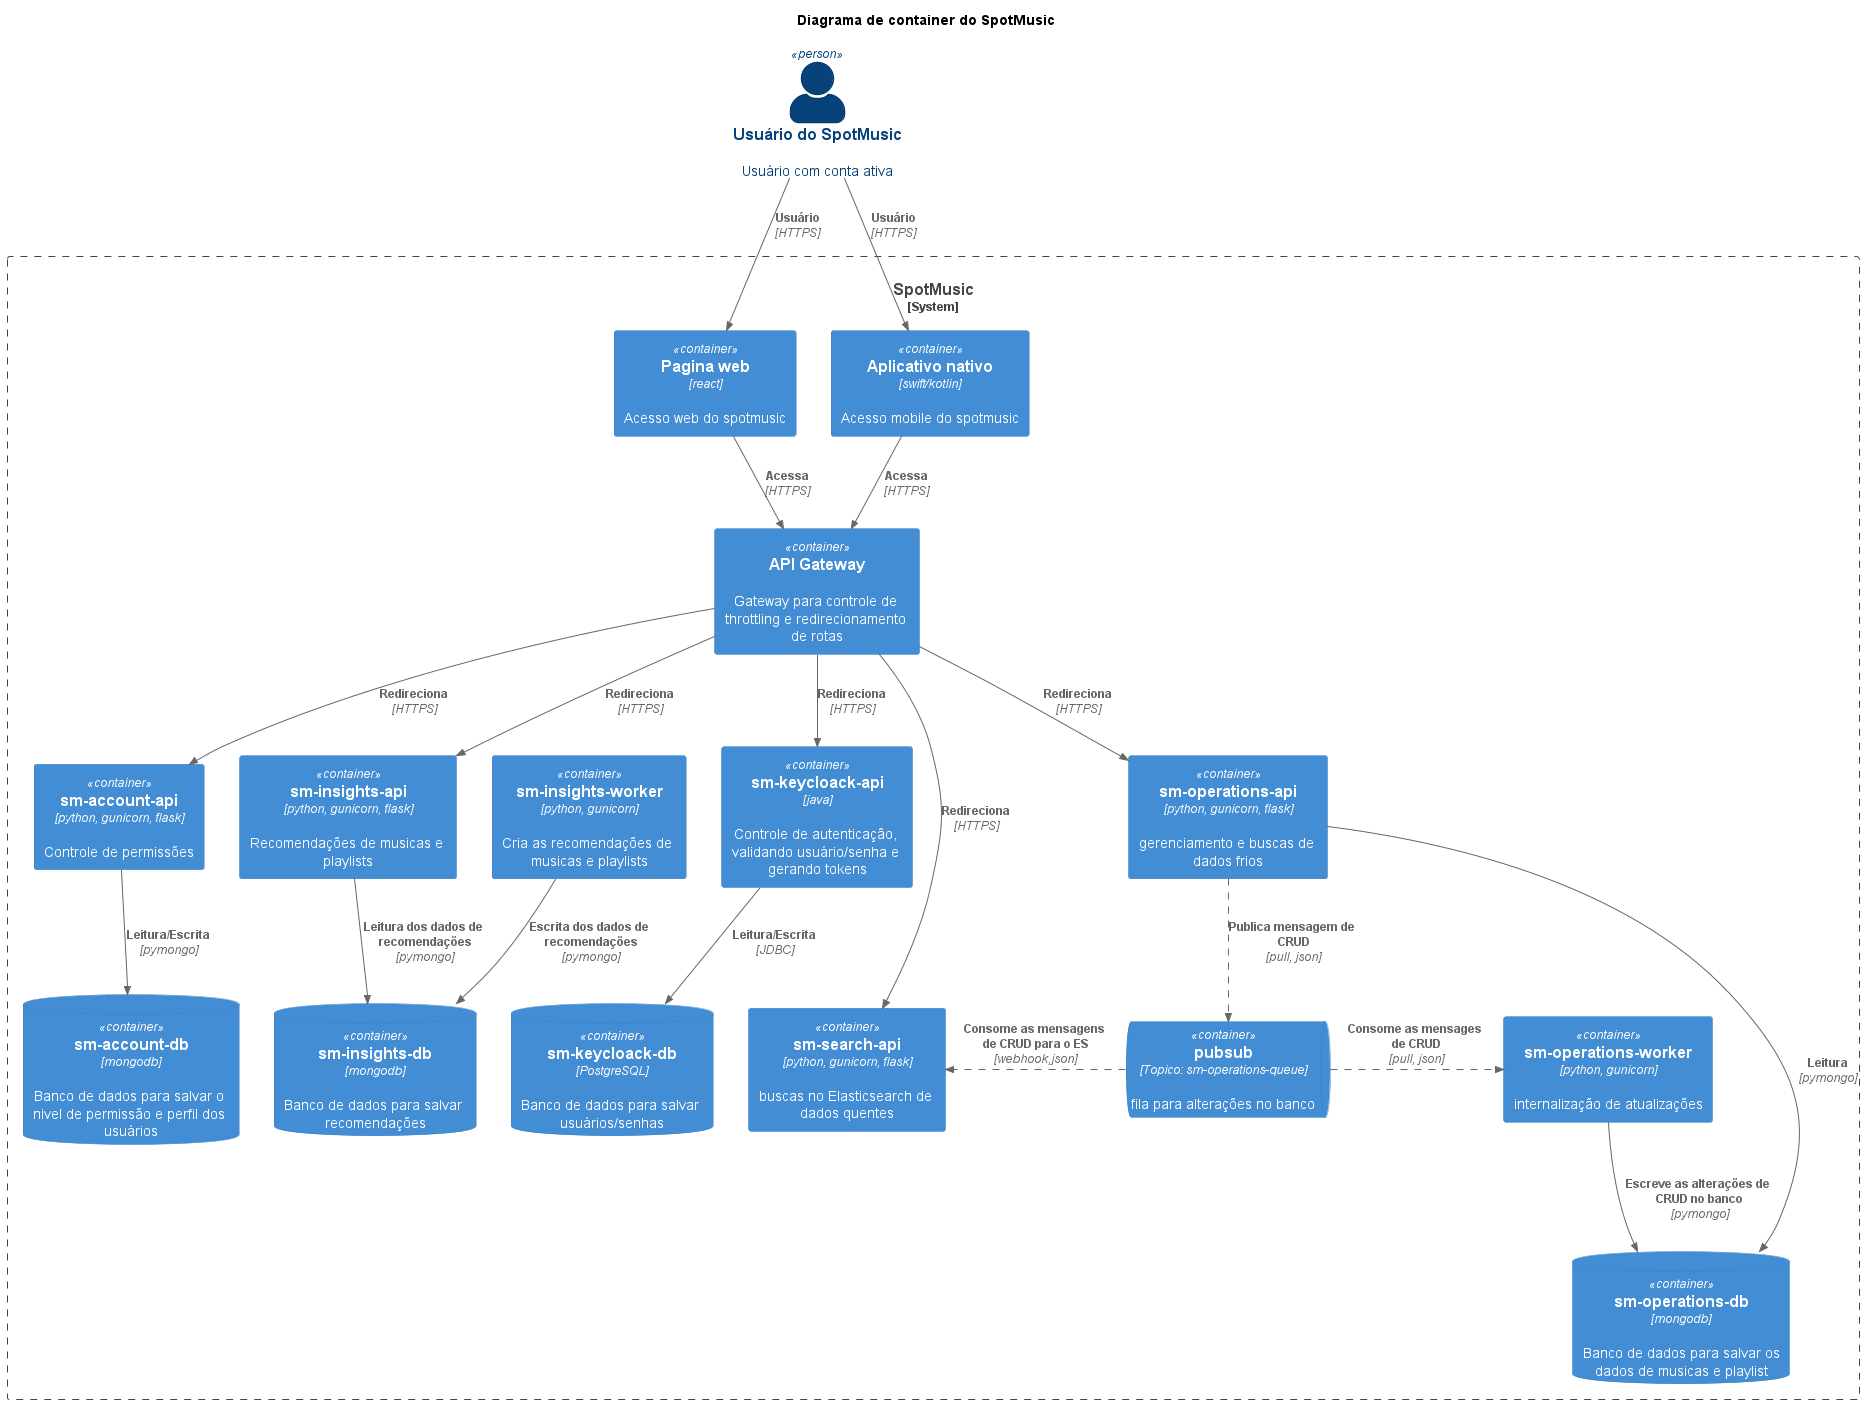 Diagrama de container do SpotMusic
«person»
Usuário do SpotMusic
Usuário com conta ativa
Usuário
[HTTPS]
Usuário
[HTTPS]
SpotMusic
[System]
«container»
Pagina web
[react]
Acesso web do spotmusic
«container»
Aplicativo nativo
[swift/kotlin]
Acesso mobile do spotmusic
Acessa
[HTTPS]
Acessa
[HTTPS]
«container»
API Gateway
Gateway para controle de
throttling e redirecionamento
de rotas
Redireciona
[HTTPS]
Redireciona
[HTTPS]
Redireciona
[HTTPS]
Redireciona
[HTTPS]
«container»
sm-account-api
[python, gunicorn, flask]
Controle de permissões
«container»
sm-insights-api
[python, gunicorn, flask]
Recomendações de musicas e
playlists
«container»
sm-insights-worker
[python, gunicorn]
Cria as recomendações de
musicas e playlists
«container»
sm-keycloack-api
[java]
Controle de autenticação,
validando usuário/senha e
gerando tokens
Redireciona
[HTTPS]
«container»
sm-operations-api
[python, gunicorn, flask]
gerenciamento e buscas de
dados frios
Leitura/Escrita
[pymongo]
Leitura dos dados de
recomendações
[pymongo]
Escrita dos dados de
recomendações
[pymongo]
Leitura/Escrita
[JDBC]
Publica mensagem de
CRUD
[pull, json]
«container»
sm-account-db
[mongodb]
Banco de dados para salvar o
nivel de permissão e perfil dos
usuários
«container»
sm-insights-db
[mongodb]
Banco de dados para salvar
recomendações
«container»
sm-keycloack-db
[PostgreSQL]
Banco de dados para salvar
usuários/senhas
«container»
sm-search-api
[python, gunicorn, flask]
buscas no Elasticsearch de
dados quentes
Consome as mensagens
de CRUD para o ES
[webhook,json]
«container»
pubsub
[Topico: sm-operations-queue]
fila para alterações no banco
Consome as mensages
de CRUD
[pull, json]
«container»
sm-operations-worker
[python, gunicorn]
internalização de atualizações
Leitura
[pymongo]
Escreve as alterações de
CRUD no banco
[pymongo]
«container»
sm-operations-db
[mongodb]
Banco de dados para salvar os
dados de musicas e playlist